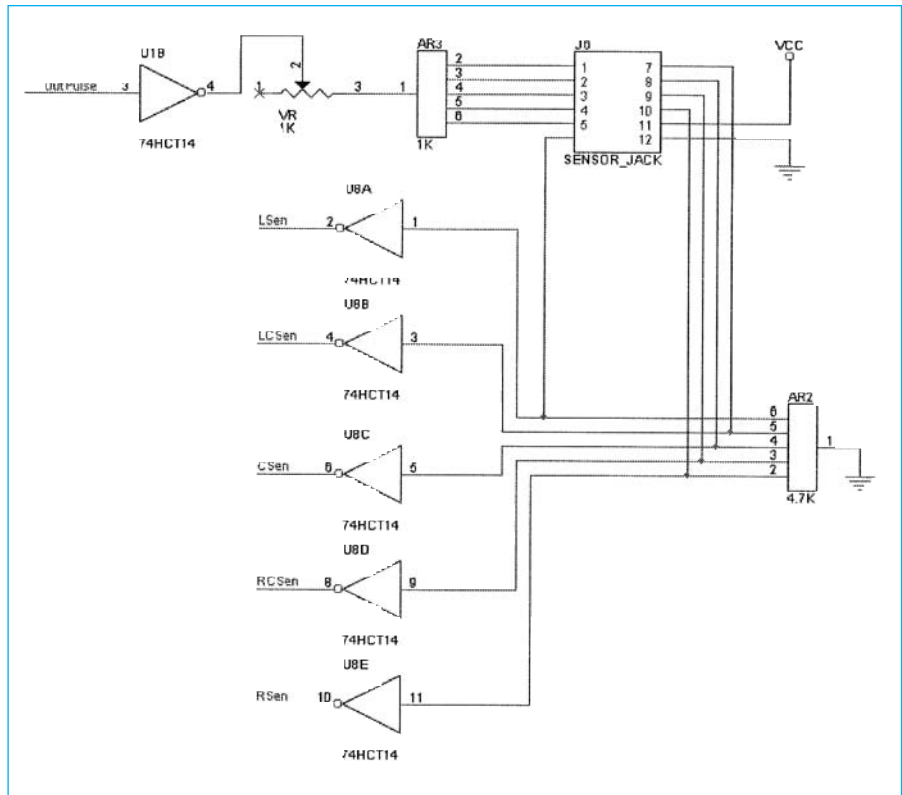 U1B
OutPulse 3 4
74HCT14
2
1 3
VR
1K
AR3
1
2
3
4
5
6
1K
J6
1 7
2 8
3 9
4 10
5 11
12
SENSOR_JACK
VCC
U8A
LSen 2 1
74HCT14
U8B
LCSen 4 3
74HCT14
U8C
CSen 6 5
74HCT14
U8D
RCSen 8 9
74HCT14
U8E
RSen 10 11
74HCT14
AR2
6
5
4
3
2
1
4.7K